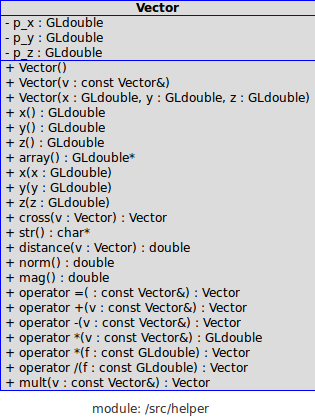 Vector
- p_x : GLdouble
- p_y : GLdouble
- p_z : GLdouble
+ Vector()
+ Vector(v : const Vector&)
+ Vector(x : GLdouble, y : GLdouble, z : GLdouble)
+ x() : GLdouble
+ y() : GLdouble
+ z() : GLdouble
+ array() : GLdouble*
+ x(x : GLdouble)
+ y(y : GLdouble)
+ z(z : GLdouble)
+ cross(v : Vector) : Vector
+ str() : char*
+ distance(v : Vector) : double
+ norm() : double
+ mag() : double
+ operator =( : const Vector&) : Vector
+ operator +(v : const Vector&) : Vector
+ operator -(v : const Vector&) : Vector
+ operator *(v : const Vector&) : GLdouble
+ operator *(f : const GLdouble) : Vector
+ operator /(f : const GLdouble) : Vector
+ mult(v : const Vector&) : Vector
module: /src/helper